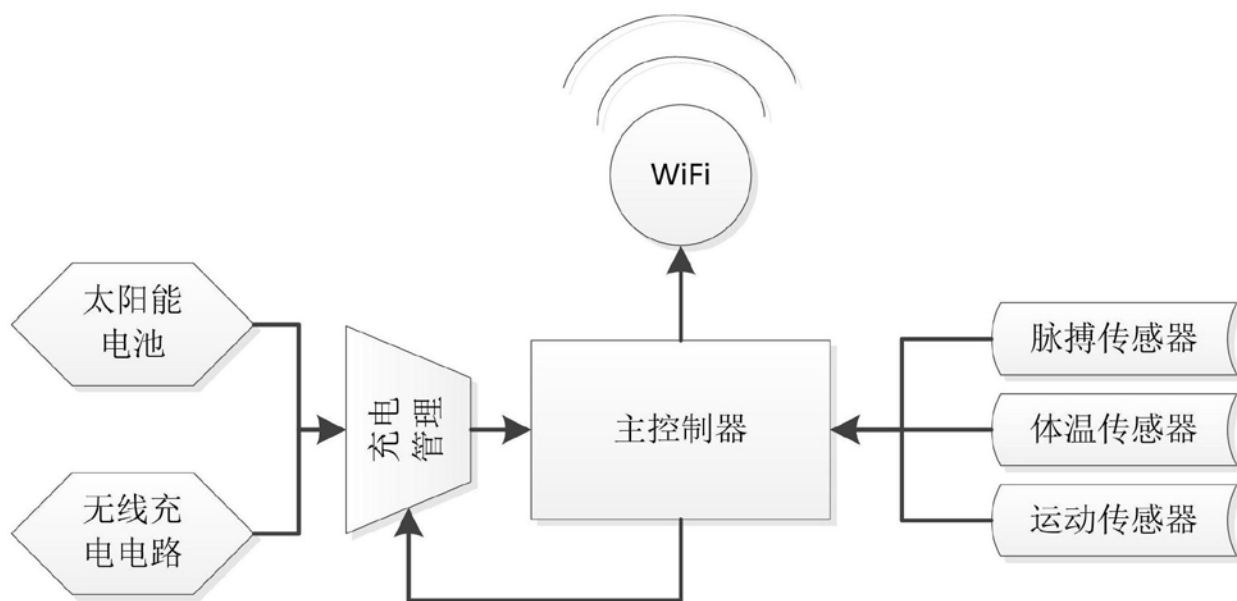 WiFi
太阳能
电池
无线充
电电路
充电
管理
主控制器
脉搏传感器
体温传感器
运动传感器